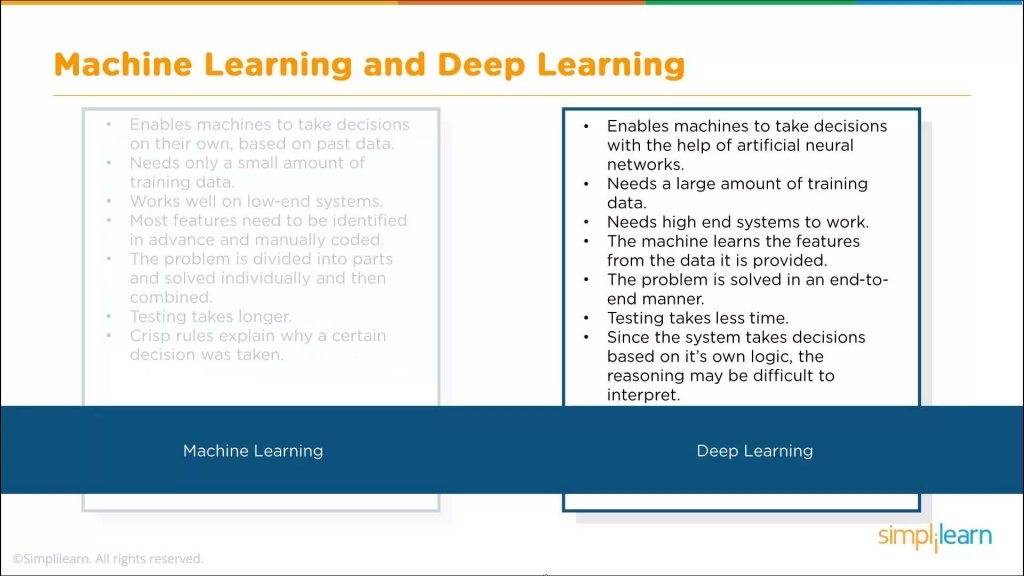 Machine Learning and Deep Learning
• Enables machines to take decisions
on their own, based on past data.
• Needs only a small amount of
training data.
• Works well on low-end systems,
• Most features need to be identified
in advance and manually coded.
• The problem is divided into parts
and solved individually and then
combined.
• Testing takes longer.
• Crisp rules explain why a certain
decision was taken.
Machine Learning
• Enables machines to take decisions
with the help of artificial neural
networks.
• Needs a large amount of training
data.
• Needs high end systems to work.
• The machine learns the features
from the data it is provided.
• The problem is solved in an end-to-
end manner.
• Testing takes less time.
• Since the system takes decisions
based on it's own logic, the
reasoning may be difficult to
interpret.
Deep Learning
simplilearn
©Simplilearn. All rights reserved.